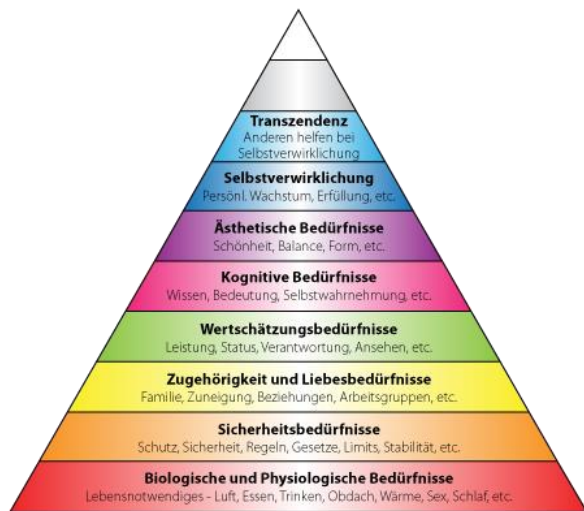 Transzendenz
Anderen helfen bei
Selbstverwirklichung
Selbstverwirklichung
Persönl. Wachstum, Erfüllung, etc.
Ästhetische Bedürfnisse
Schönheit, Balance, Form, etc.
Kognitive Bedürfnisse
Wissen, Bedeutung, Selbstwahrnehmung, etc.
Wertschätzungsbedürfnisse
Leistung, Status, Verantwortung, Ansehen, etc.
Zugehörigkeit und Liebesbedürfnisse
Familie, Zuneigung, Beziehungen, Arbeitsgruppen, etc.
Sicherheitsbedürfnisse
Schutz, Sicherheit, Regeln, Gesetze, Limits, Stabilität, etc.
Biologische und Physiologische Bedürfnisse
Lebensnotwendiges - Luft, Essen, Trinken, Obdach, Wärme, Sex, Schlaf, etc.